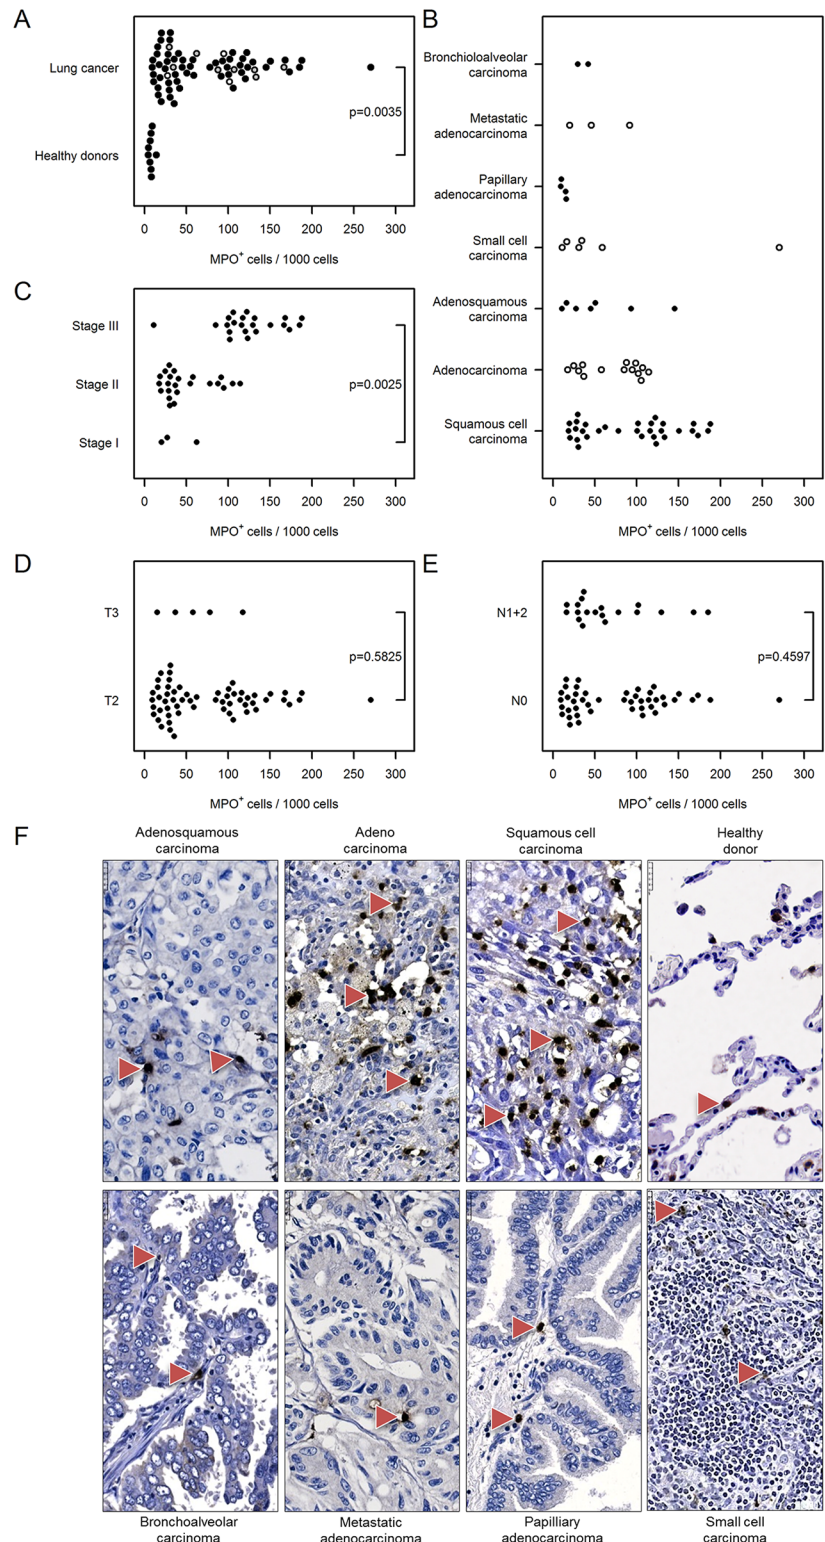 A
Lung cancer
Healthy donors
p=0.0035
0 50 100 150 200 250 300
MPO+ cells / 1000 cells
B
Bronchioloalveolar
carcinoma
Metastatic
adenocarcinoma
Papillary
adenocarcinoma
Small cell
carcinoma
Adenosquamous
carcinoma
Adenocarcinoma
Squamous cell
carcinoma
0 50 100 150 200 250 300
MPO+ cells / 1000 cells
C
Stage III
Stage II
Stage I
p=0.0025
0 50 100 150 200 250 300
MPO+ cells / 1000 cells
D
T3
T2
p=0.5825
0 50 100 150 200 250 300
MPO+ cells / 1000 cells
E
N1+2
N0
p=0.4597
0 50 100 150 200 250 300
MPO+ cells / 1000 cells
F
Adenosquamous
carcinoma
Adeno
carcinoma
Squamous cell
carcinoma
Healthy
donor
Bronchoalveolar
carcinoma
Metastatic
adenocarcinoma
Papilliary
adenocarcinoma
Small cell
carcinoma